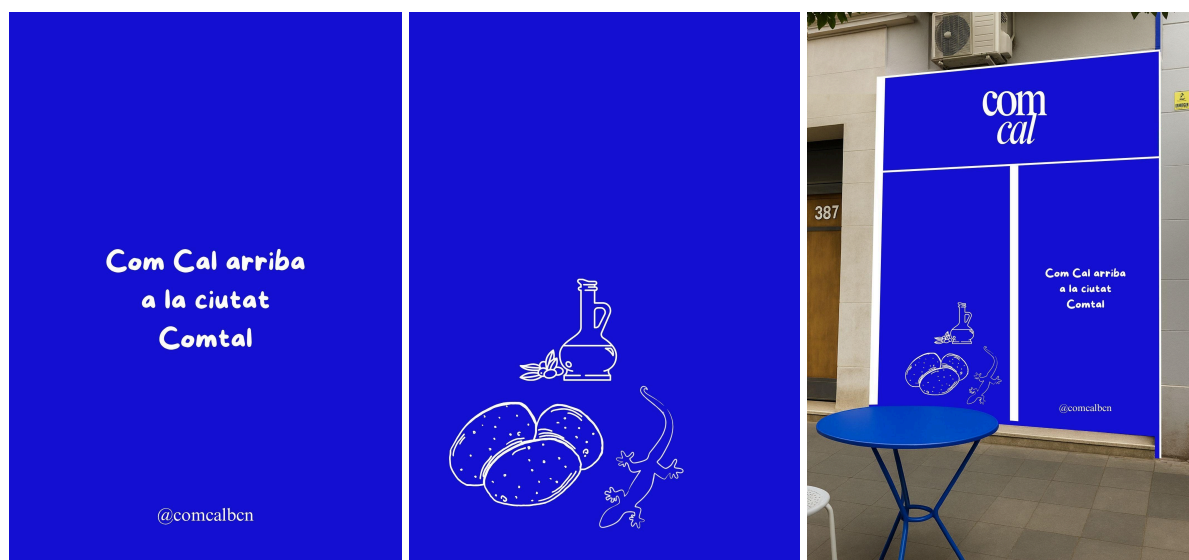 Com Cal arriba
a la ciutat
Comtal
@comcalbcn
com
cal
387
Com Cal arriba
a la ciutat
Comtal
@comcalbcn